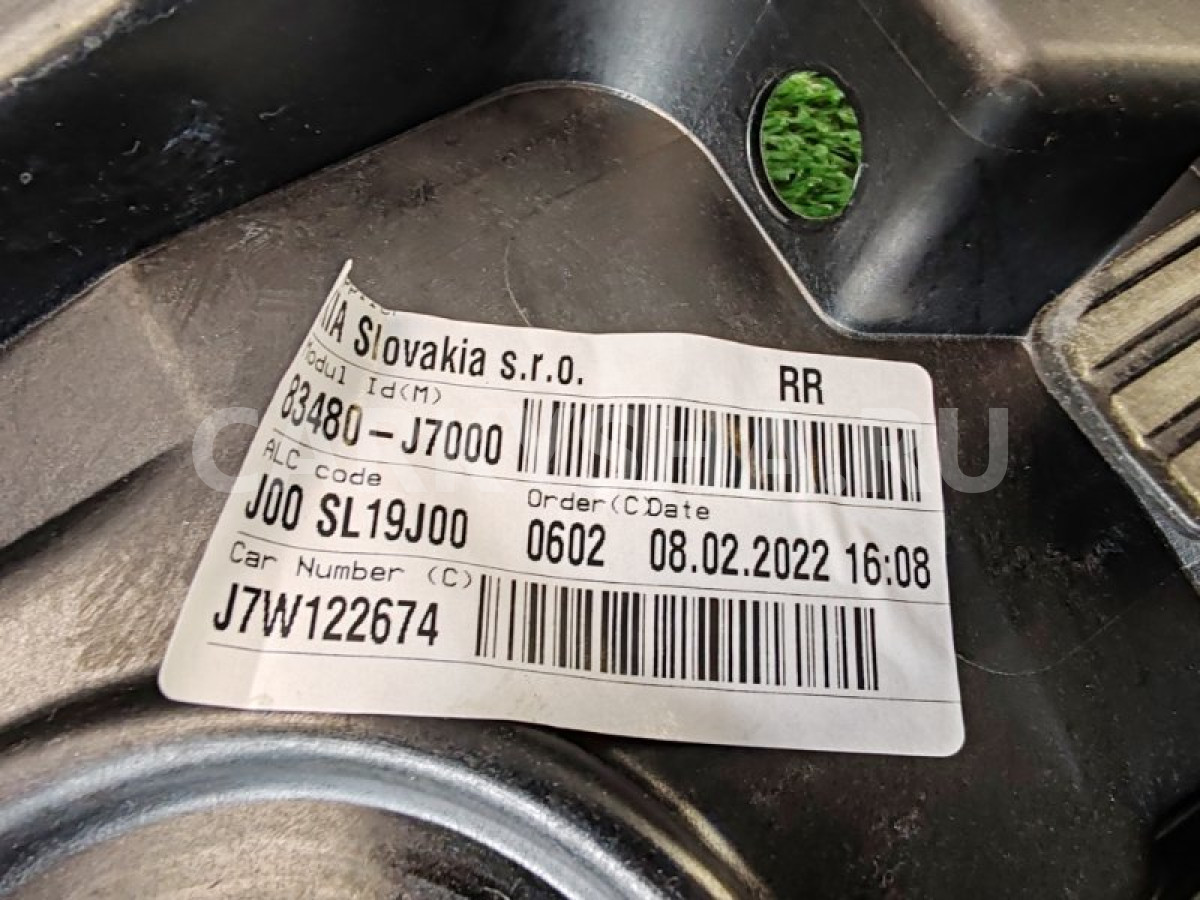 Slovakia s.r.o. RR
Modul Id(M)
83480-J7000
ALC code Order(C)Date
J00 SL19J00 0602 08.02.2022 16:08
Car Number (C)
J7W122674